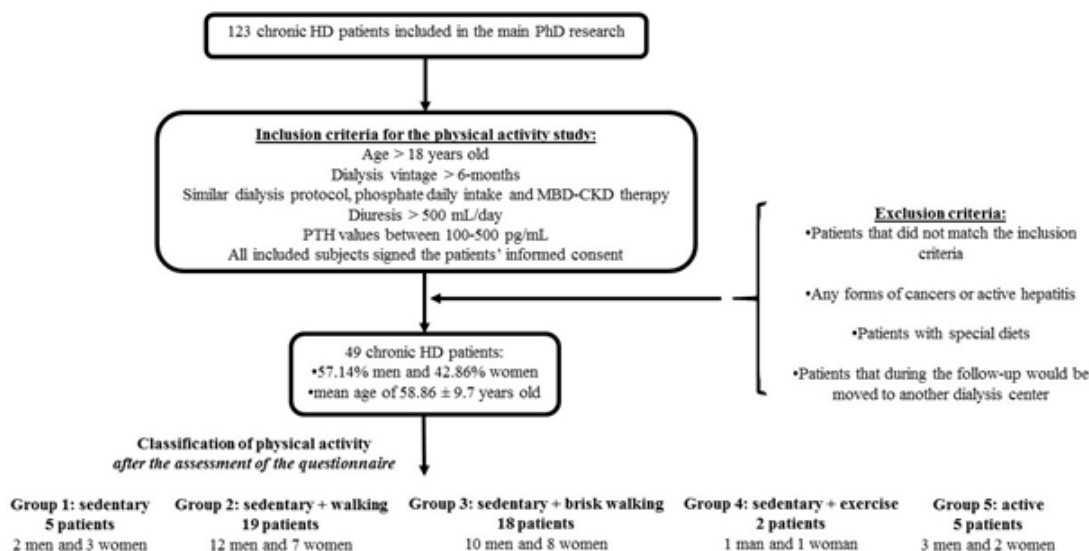 123 chronic HD patients included in the main PhD research
Inclusion criteria for the physical activity study:
Age > 18 years old
Dialysis vintage > 6-months
Similar dialysis protocol, phosphate daily intake and MBD-CKD therapy
Diuresis > 500 mL/day
PTH values between 100-500 pg/mL
All included subjects signed the patients' informed consent
Exclusion criteria:
•Patients that did not match the inclusion
criteria
•Any forms of cancers or active hepatitis
•Patients with special diets
•Patients that during the follow-up would be
moved to another dialysis center
49 chronic HD patients:
•57.14% men and 42.86% women
•mean age of 58.86 ± 9.7 years old
Classification of physical activity
after the assessment of the questionnaire
Group 1: sedentary
5 patients
2 men and 3 women
Group 2: sedentary + walking
19 patients
12 men and 7 women
Group 3: sedentary + brisk walking
18 patients
10 men and 8 women
Group 4: sedentary + exercise
2 patients
1 man and 1 woman
Group 5: active
5 patients
3 men and 2 women